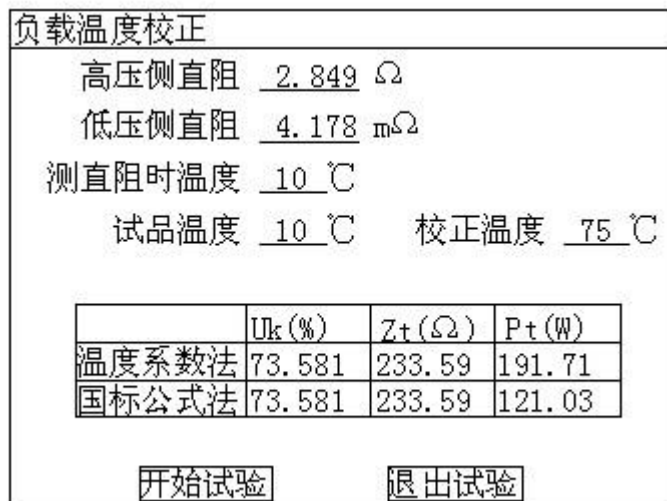 负载温度校正
高压侧直阻 2.849 Ω
低压侧直阻 4.178 mΩ
测直阻时温度 10 ℃
试品温度 10 ℃ 校正温度 75 ℃
Uk(%) Zt(Ω) Pt(W)
温度系数法 73.581 233.59 191.71
国标公式法 73.581 233.59 121.03
开始试验 退出试验